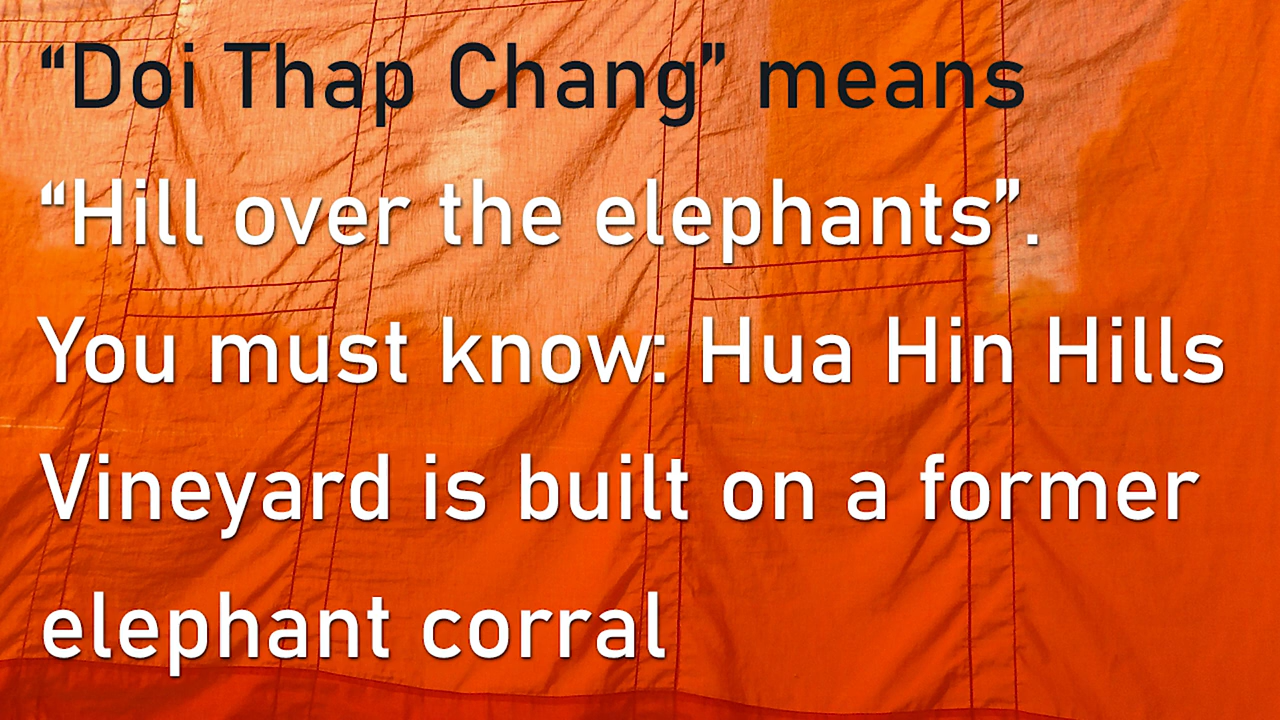 “Doi Thap Chang” means
“Hill over the elephants”.
You must know: Hua Hin Hills
Vineyard is built on a former
elephant corral